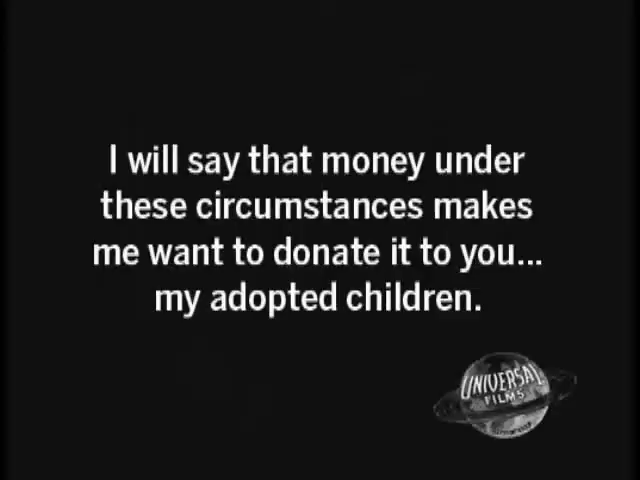 I will say that money under
these circumstances makes
me want to donate it to you...
my adopted children.
UNIVERSAL
FILMS